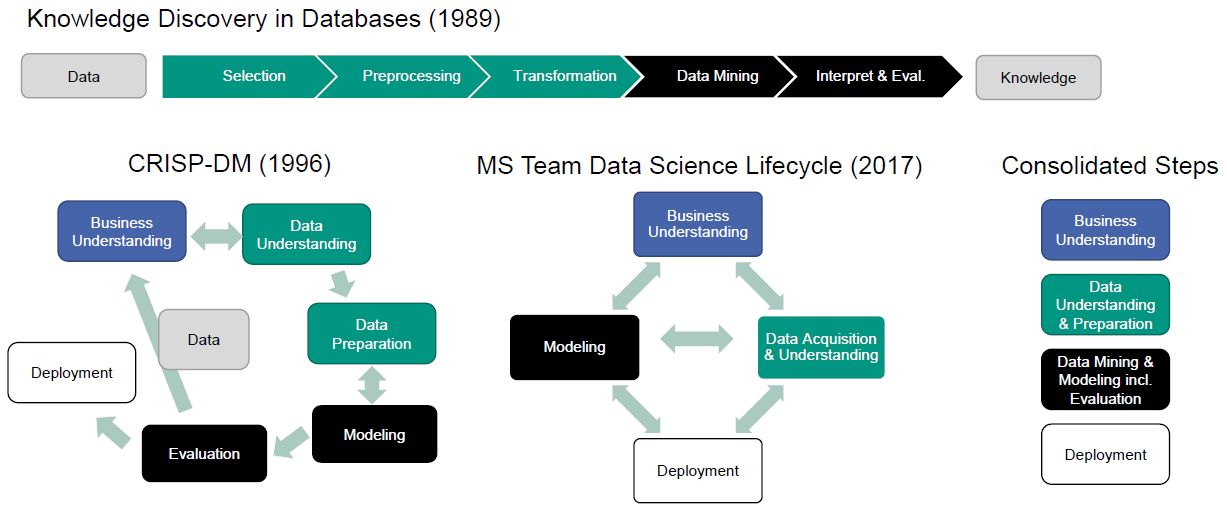 Knowledge Discovery in Databases (1989)
Data
Selection
Preprocessing
Transformation
Data Mining
Interpret & Eval.
Knowledge
CRISP-DM (1996)
Business
Understanding
Data
Understanding
Data
Preparation
Data
Deployment
Modeling
Evaluation
MS Team Data Science Lifecycle (2017)
Business
Understanding
Modeling
Data Acquisition
& Understanding
Deployment
Consolidated Steps
Business
Understanding
Data
Understanding
& Preparation
Data Mining &
Modeling incl.
Evaluation
Deployment